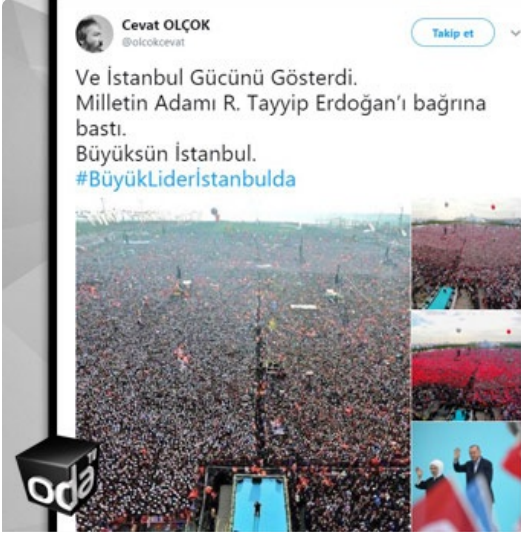 Cevat OLÇOK
@olcokcevat
Takip et
Ve İstanbul Gücünü Gösterdi.
Milletin Adamı R. Tayyip Erdoğan'ı bağrına
bastı.
Büyüksün İstanbul.
#BüyükLiderİstanbulda
oda
TV